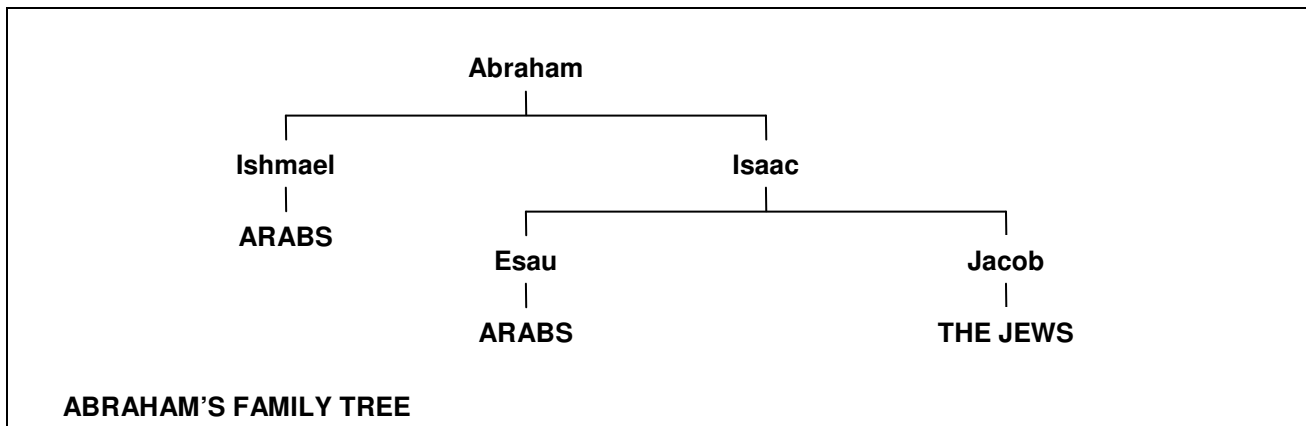 Abraham
Ishmael Isaac
ARABS
Esau Jacob
ARABS THE JEWS
ABRAHAM'S FAMILY TREE